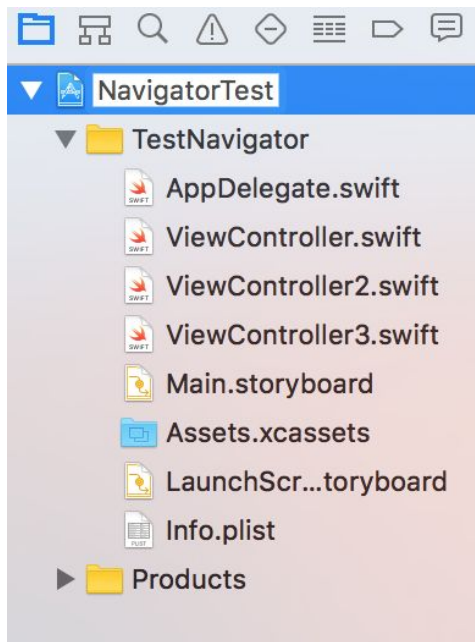 NavigatorTest
TestNavigator
AppDelegate.swift
ViewController.swift
ViewController2.swift
ViewController3.swift
Main.storyboard
Assets.xcassets
LaunchScr...toryboard
Info.plist
Products